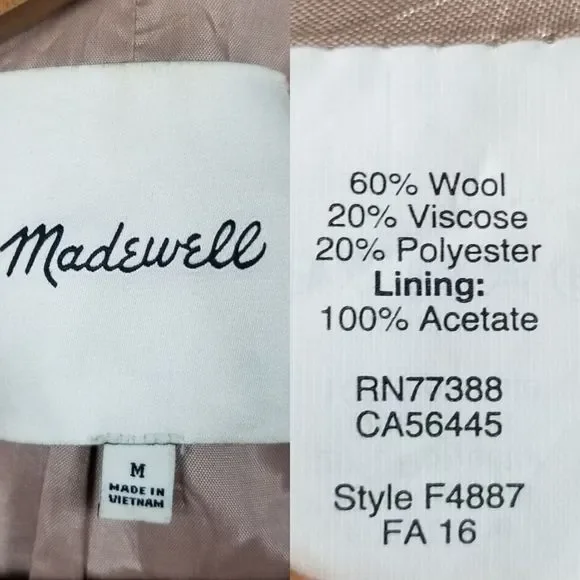 Madewell
M
MADE IN
VIETNAM
60% Wool
20% Viscose
20% Polyester
Lining:
100% Acetate
RN77388
CA56445
Style F4887
FA 16